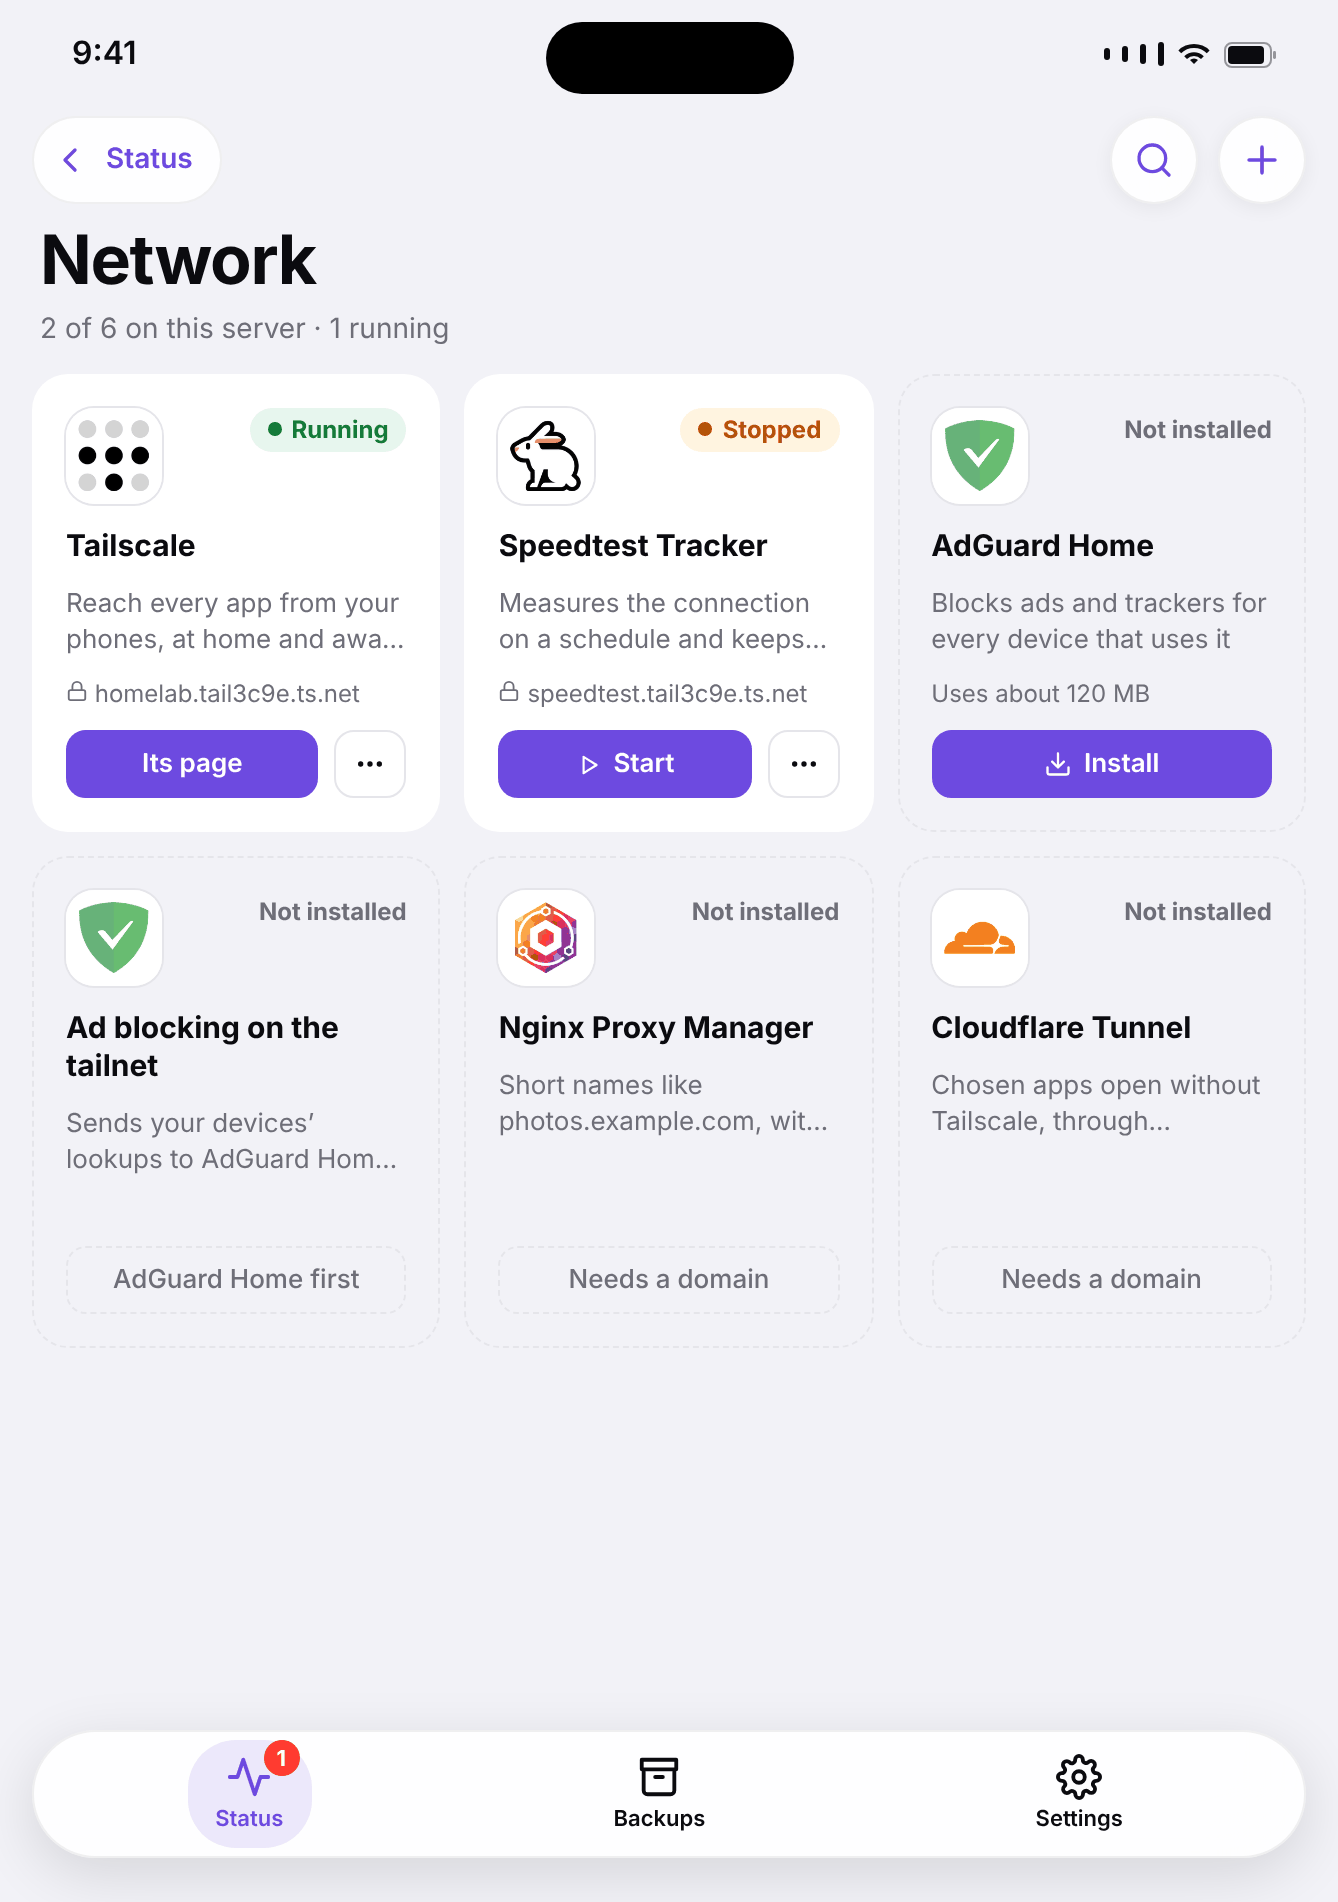 9:41
Status
Network
2 of 6 on this server · 1 running
Running
Tailscale
Reach every app from your
phones, at home and awa...
homelab.tail3c9e.ts.net
Its page
Stopped
Speedtest Tracker
Measures the connection
on a schedule and keeps...
speedtest.tail3c9e.ts.net
Start
Not installed
AdGuard Home
Blocks ads and trackers for
every device that uses it
Uses about 120 MB
Install
Not installed
Ad blocking on the
tailnet
Sends your devices’
lookups to AdGuard Hom...
AdGuard Home first
Not installed
Nginx Proxy Manager
Short names like
photos.example.com, wit...
Needs a domain
Not installed
Cloudflare Tunnel
Chosen apps open without
Tailscale, through...
Needs a domain
1
Status
Backups
Settings